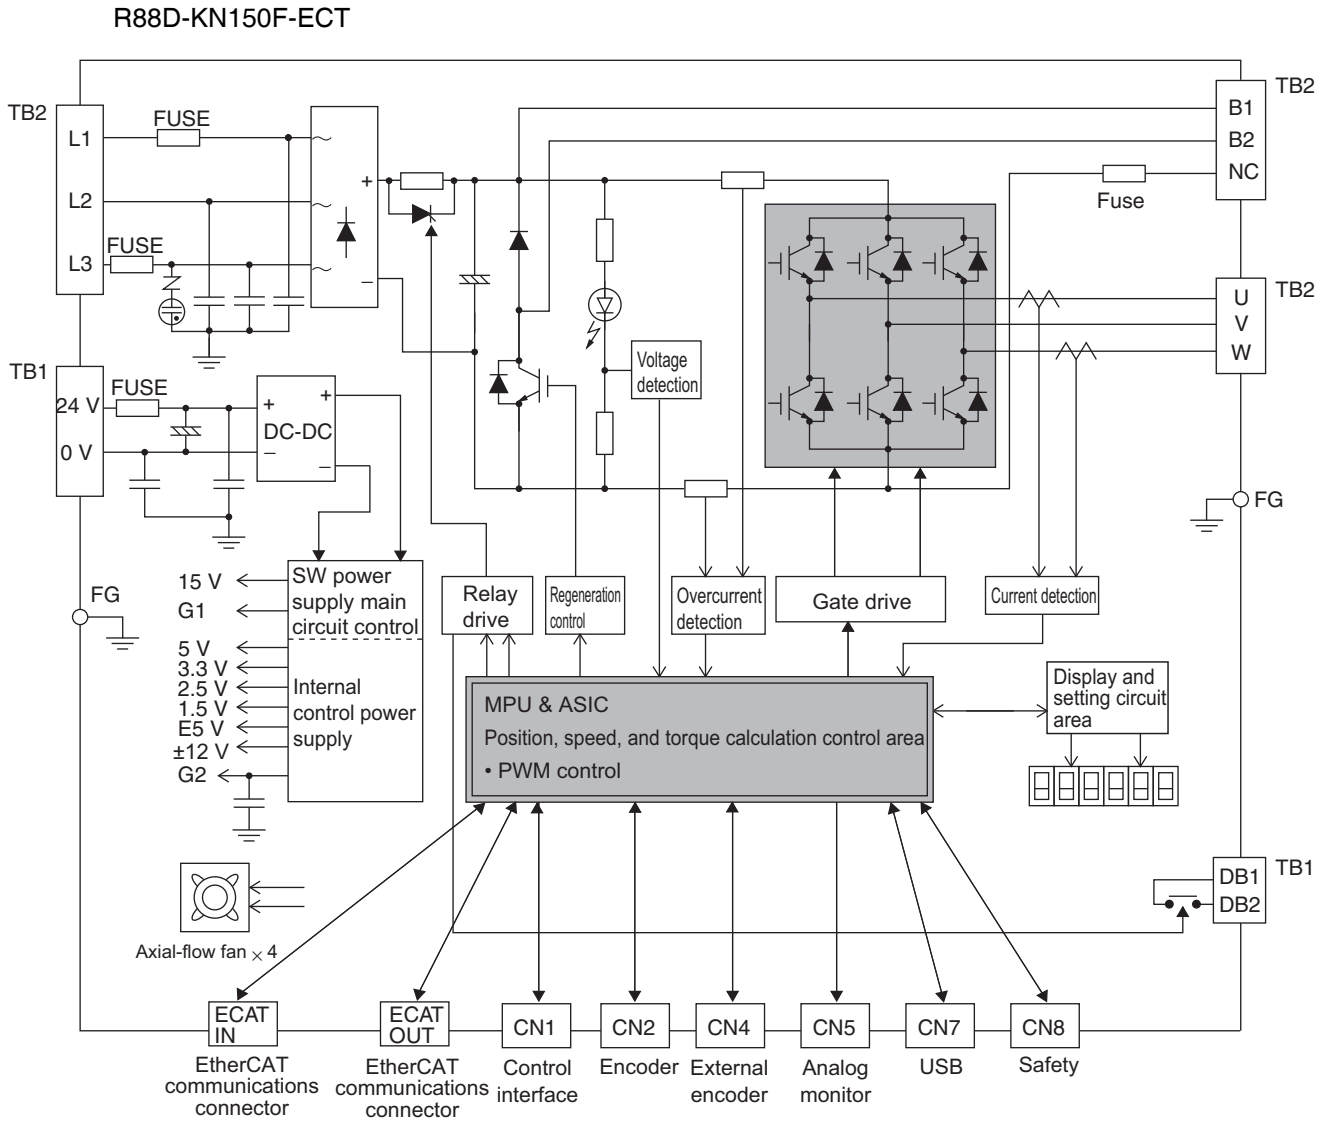 R88D-KN150F-ECT
TB2
L1
FUSE
L2
L3
FUSE
+
−
TB2
B1
B2
NC
Fuse
TB2
U
V
W
Voltage
detection
TB1
24 V
0 V
FUSE
+
+
DC-DC
−
−
FG
FG
15 V
G1
5 V
3.3 V
2.5 V
1.5 V
E5 V
±12 V
G2
SW power
supply main
circuit control
Internal
control power
supply
Relay
drive
Regeneration
control
Overcurrent
detection
Gate drive
Current detection
MPU & ASIC
Position, speed, and torque calculation control area
• PWM control
Display and
setting circuit
area
Axial-flow fan × 4
TB1
DB1
DB2
ECAT
IN
ECAT
OUT
CN1
CN2
CN4
CN5
CN7
CN8
EtherCAT
communications
connector
EtherCAT
communications
connector
Control
interface
Encoder
External
encoder
Analog
monitor
USB
Safety